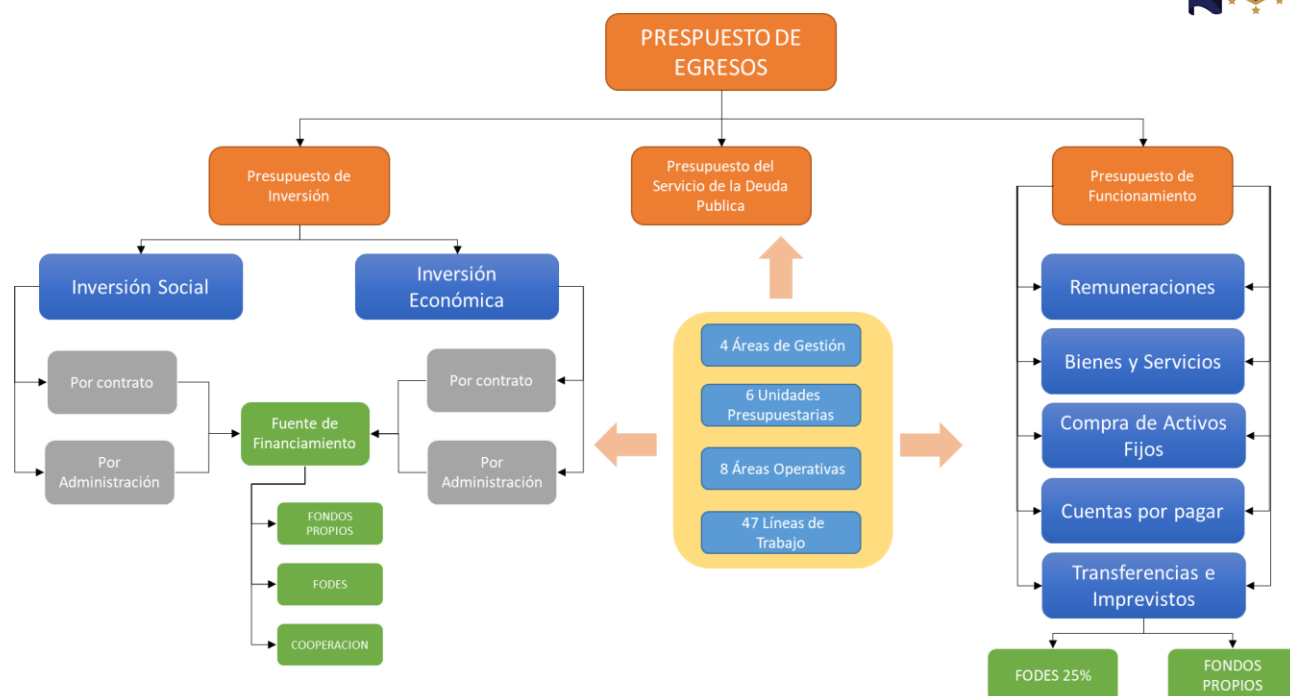 PRESPUESTO DE
EGRESOS
Presupuesto de
Inversión
Presupuesto del
Servicio de la Deuda
Publica
Presupuesto de
Funcionamiento
Inversión Social
Inversión
Económica
Por contrato
Por
Administración
Fuente de
Financiamiento
Por contrato
Por
Administración
FONDOS
PROPIOS
FODES
COOPERACION
4 Áreas de Gestión
6 Unidades
Presupuestarias
8 Áreas Operativas
47 Líneas de
Trabajo
Remuneraciones
Bienes y Servicios
Compra de Activos
Fijos
Cuentas por pagar
Transferencias e
Imprevistos
FODES 25%
FONDOS
PROPIOS